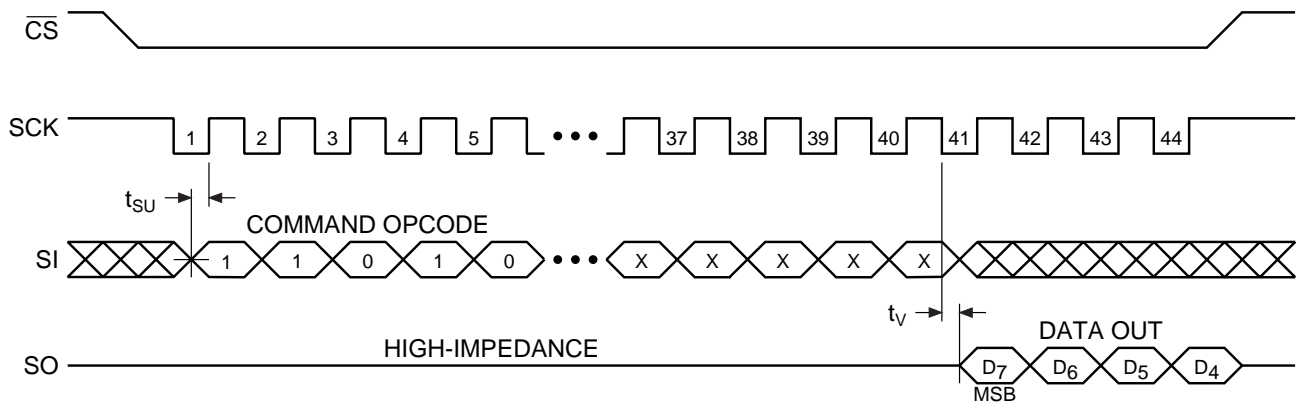 CS
SCK 1 2 3 4 5 ••• 37 38 39 40 41 42 43 44
tSU
COMMAND OPCODE
SI 1 1 0 1 0 ••• X X X X X
tV
DATA OUT
HIGH-IMPEDANCE
SO D7 D6 D5 D4
MSB